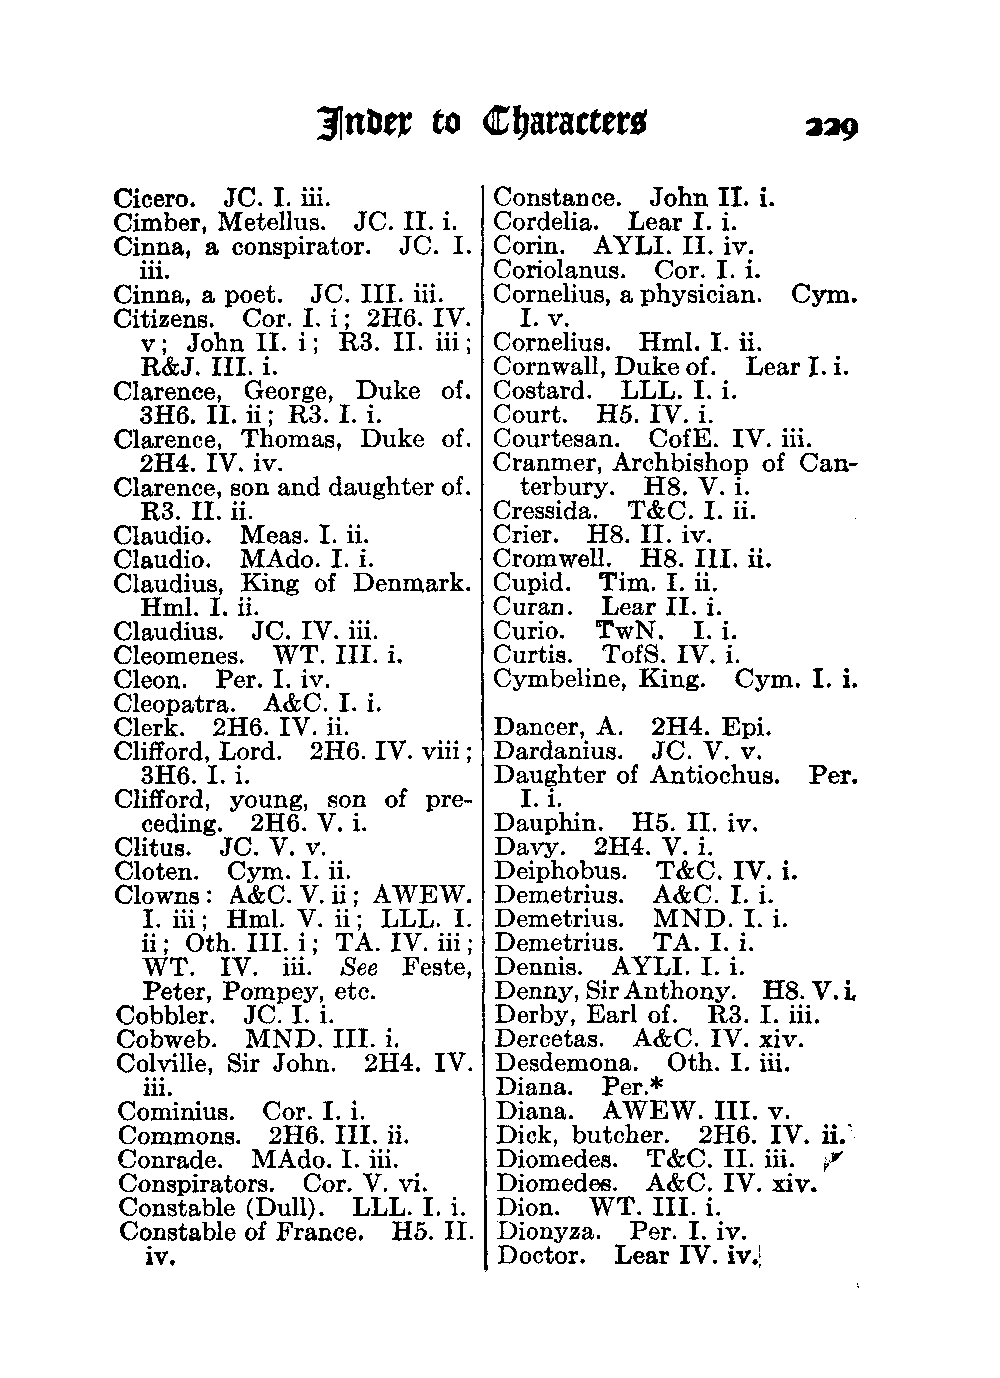 Index to Characters 229
Cicero. JC. I. iii.
Cimber, Metellus. JC. II. i.
Cinna, a conspirator. JC. I.
iii.
Cinna, a poet. JC. III. iii.
Citizens. Cor. I. i; 2H6. IV.
v; John II. i; R3. II. iii;
R&J. III. i.
Clarence, George, Duke of.
3H6. II. ii; R3. I. i.
Clarence, Thomas, Duke of.
2H4. IV. iv.
Clarence, son and daughter of.
R3. II. ii.
Claudio. Meas. I. ii.
Claudio. MAdo. I. i.
Claudius, King of Denmark.
Hml. I. ii.
Claudius. JC. IV. iii.
Cleomenes. WT. III. i.
Cleon. Per. I. iv.
Cleopatra. A&C. I. i.
Clerk. 2H6. IV. ii.
Clifford, Lord. 2H6. IV. viii;
3H6. I. i.
Clifford, young, son of pre-
ceding. 2H6. V. i.
Clitus. JC. V. v.
Cloten. Cym. I. ii.
Clowns: A&C. V. ii; AWEW.
I. iii; Hml. V. ii; LLL. I.
ii; Oth. III. i; TA. IV. iii;
WT. IV. iii. See Feste,
Peter, Pompey, etc.
Cobbler. JC. I. i.
Cobweb. MND. III. i.
Colville, Sir John. 2H4. IV.
iii.
Cominius. Cor. I. i.
Commons. 2H6. III. ii.
Conrade. MAdo. I. iii.
Conspirators. Cor. V. vi.
Constable (Dull). LLL. I. i.
Constable of France. H5. II.
iv.
Constance. John II. i.
Cordelia. Lear I. i.
Corin. AYLI. II. iv.
Coriolanus. Cor. I. i.
Cornelius, a physician. Cym.
I. v.
Cornelius. Hml. I. ii.
Cornwall, Duke of. Lear I. i.
Costard. LLL. I. i.
Court. H5. IV. i.
Courtesan. CofE. IV. iii.
Cranmer, Archbishop of Can-
terbury. H8. V. i.
Cressida. T&C. I. ii.
Crier. H8. II. iv.
Cromwell. H8. III. ii.
Cupid. Tim. I. ii.
Curan. Lear II. i.
Curio. TwN. I. i.
Curtis. TofS. IV. i.
Cymbeline, King. Cym. I. i.
Dancer, A. 2H4. Epi.
Dardanius. JC. V. v.
Daughter of Antiochus. Per.
I. i.
Dauphin. H5. II. iv.
Davy. 2H4. V. i.
Deiphobus. T&C. IV. i.
Demetrius. A&C. I. i.
Demetrius. MND. I. i.
Demetrius. TA. I. i.
Dennis. AYLI. I. i.
Denny, Sir Anthony. H8. V. i.
Derby, Earl of. R3. I. iii.
Dercetas. A&C. IV. xiv.
Desdemona. Oth. I. iii.
Diana. Per.*
Diana. AWEW. III. v.
Dick, butcher. 2H6. IV. ii.
Diomedes. T&C. II. iii.
Diomedes. A&C. IV. xiv.
Dion. WT. III. i.
Dionyza. Per. I. iv.
Doctor. Lear IV. iv.